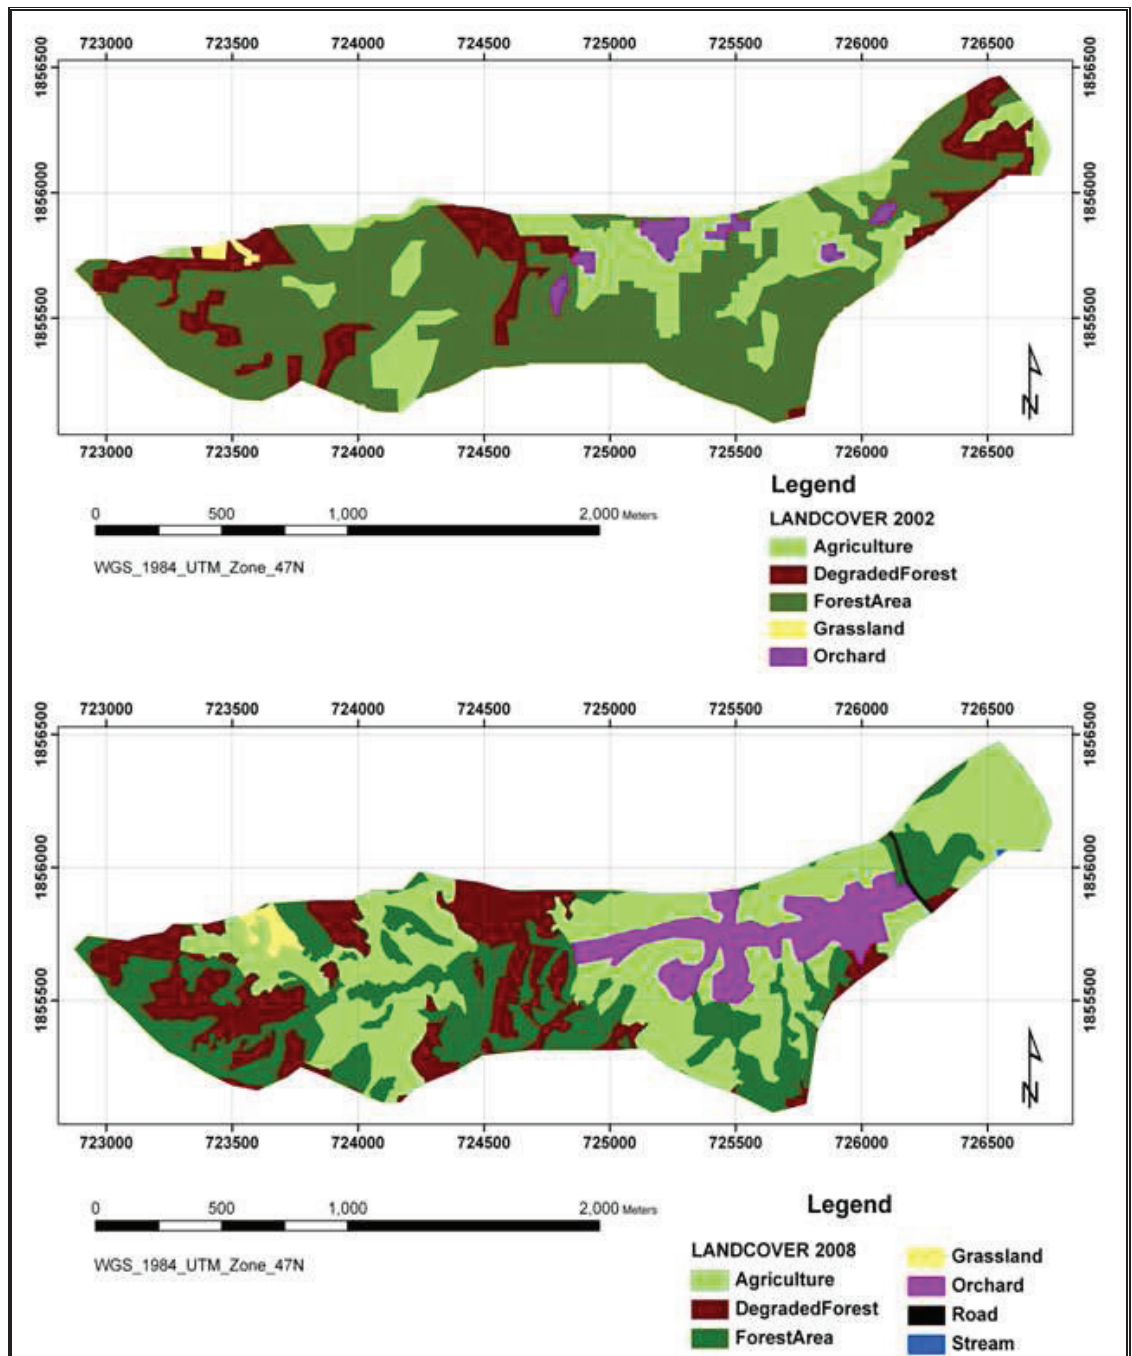 723000 723500 724000 724500 725000 725500 726000 726500
1856500 1856500
1856000 1856000
1855500 1855500
N
723000 723500 724000 724500 725000 725500 726000 726500
0 500 1,000 2,000 Meters
WGS_1984_UTM_Zone_47N
Legend
LANDCOVER 2002
Agriculture
DegradedForest
ForestArea
Grassland
Orchard
723000 723500 724000 724500 725000 725500 726000 726500
1856500 1856500
1856000 1856000
1855500 1855500
N
723000 723500 724000 724500 725000 725500 726000 726500
0 500 1,000 2,000 Meters
WGS_1984_UTM_Zone_47N
Legend
LANDCOVER 2008
Agriculture
DegradedForest
ForestArea
Grassland
Orchard
Road
Stream